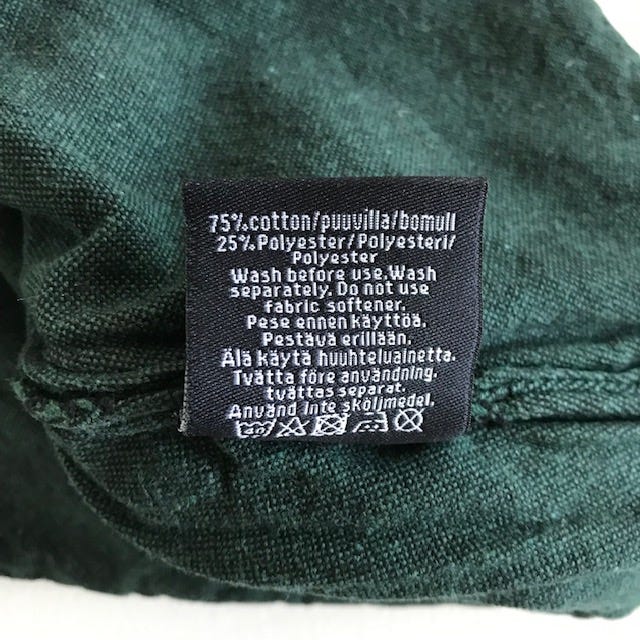 75%cotton/puuvilla/bomull
25%Polyester/Polyesteri/
Polyester
Wash before use.Wash
separately. Do not use
fabric softener.
Pese ennen käyttöä.
Pestävä erillään.
Älä käytä huuhteluainetta.
Tvätta före användning.
tvättas separat.
Använd inte sköljmedel.